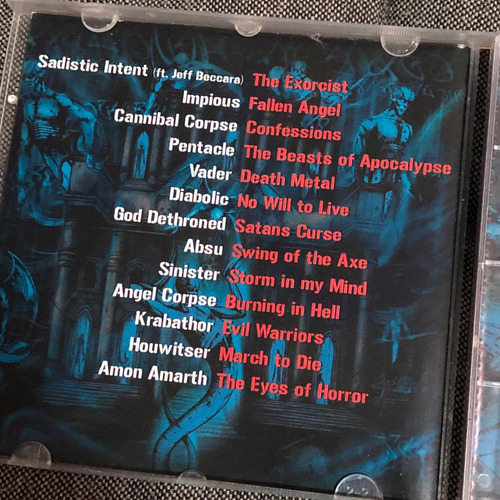 Sadistic Intent (ft. Jeff Beccara) The Exorcist
Impious Fallen Angel
Cannibal Corpse Confessions
Pentacle The Beasts of Apocalypse
Vader Death Metal
Diabolic No Will to Live
God Dethroned Satans Curse
Absu Swing of the Axe
Sinister Storm in my Mind
Angel Corpse Burning in Hell
Krabathor Evil Warriors
Houwitser March to Die
Amon Amarth The Eyes of Horror